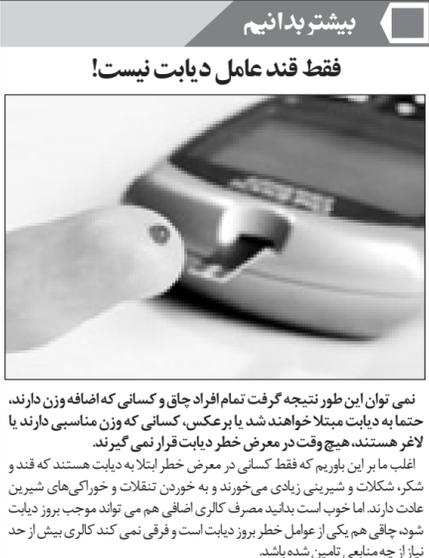 بیشتر بدانیم
فقط قند عامل دیابت نیست!
نمی توان این طور نتیجه گرفت تمام افراد چاق و کسانی که اضافه وزن دارند،
حتما به دیابت مبتلا خواهند شد یا برعکس، کسانی که وزن مناسبی دارند یا
لاغر هستند، هیچ وقت در معرض خطر دیابت قرار نمی گیرند.
اغلب ما بر این باوریم که فقط کسانی در معرض خطر ابتلا به دیابت هستند که قند و
شکر، شکلات و شیرینی زیادی می‌خورند و به خوردن تنقلات و خوراکی‌های شیرین
عادت دارند. اما خوب است بدانید مصرف کالری اضافی هم می تواند موجب بروز دیابت
شود، چاقی هم یکی از عوامل خطر بروز دیابت است و فرقی نمی کند کالری بیش از حد
نیاز از چه منابعی تامین شده باشد.